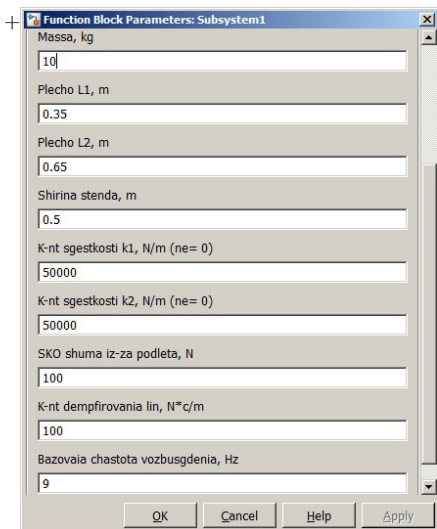 Function Block Parameters: Subsystem1
Massa, kg
10
Plecho L1, m
0.35
Plecho L2, m
0.65
Shirina stenda, m
0.5
K-nt sgestkosti k1, N/m (ne= 0)
50000
K-nt sgestkosti k2, N/m (ne= 0)
50000
SKO shuma iz-za podleta, N
100
K-nt dempfirovania lin, N*c/m
100
Bazovaia chastota vozbusgdenia, Hz
9
OK Cancel Help Apply